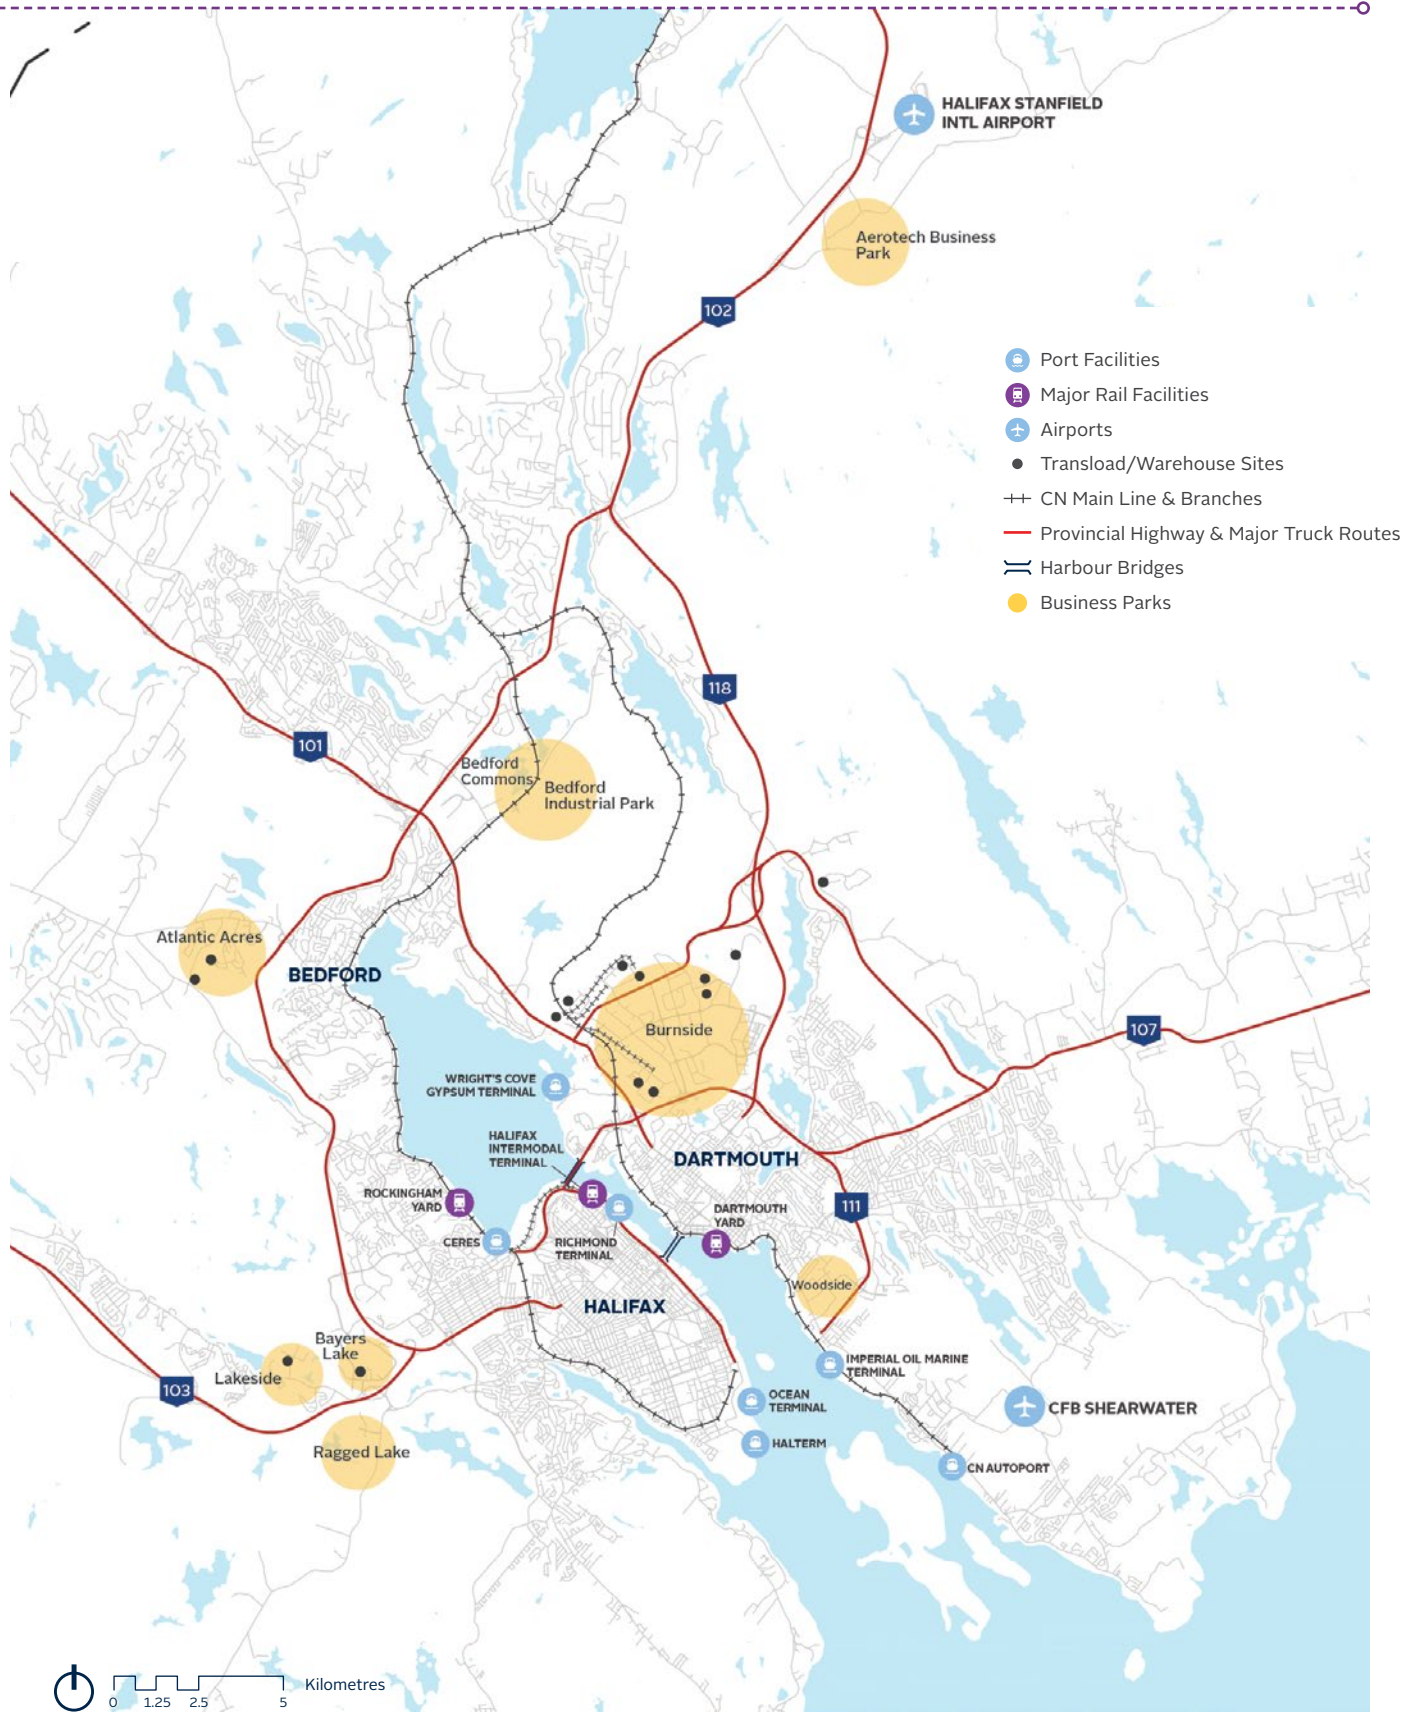 HALIFAX STANFIELD
INTL AIRPORT
Aerotech Business
Park
102
Port Facilities
Major Rail Facilities
Airports
Transload/Warehouse Sites
CN Main Line & Branches
Provincial Highway & Major Truck Routes
Harbour Bridges
Business Parks
118
101
Bedford
Commons
Bedford
Industrial Park
Atlantic Acres
BEDFORD
Burnside
107
WRIGHT'S COVE
GYPSUM TERMINAL
HALIFAX
INTERMODAL
TERMINAL
DARTMOUTH
ROCKINGHAM
YARD
111
DARTMOUTH
YARD
CERES
RICHMOND
TERMINAL
Woodside
HALIFAX
Bayers
Lake
Lakeside
103
IMPERIAL OIL MARINE
TERMINAL
OCEAN
TERMINAL
CFB SHEARWATER
HALTERM
Ragged Lake
CN AUTOPORT
Kilometres
0 1.25 2.5 5